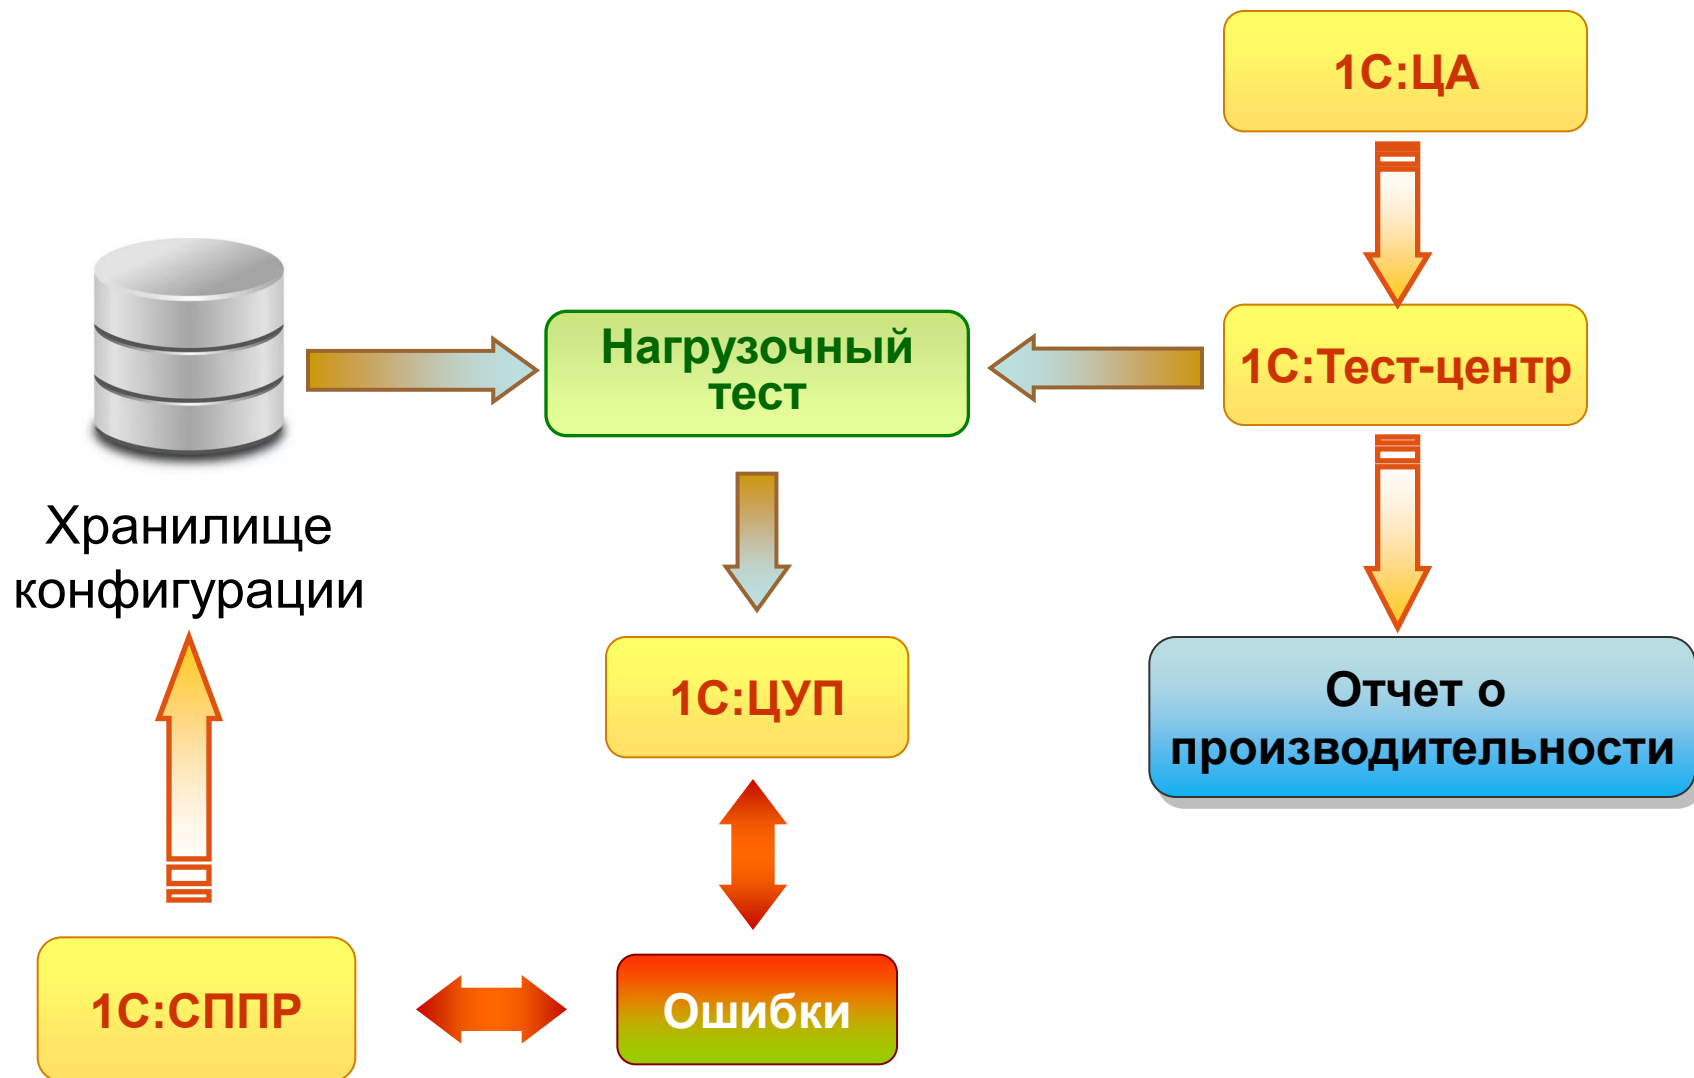 1С:ЦА
Нагрузочный
тест
1С:Тест-центр
Хранилище
конфигурации
1С:ЦУП
Отчет о
производительности
1С:СППР
Ошибки